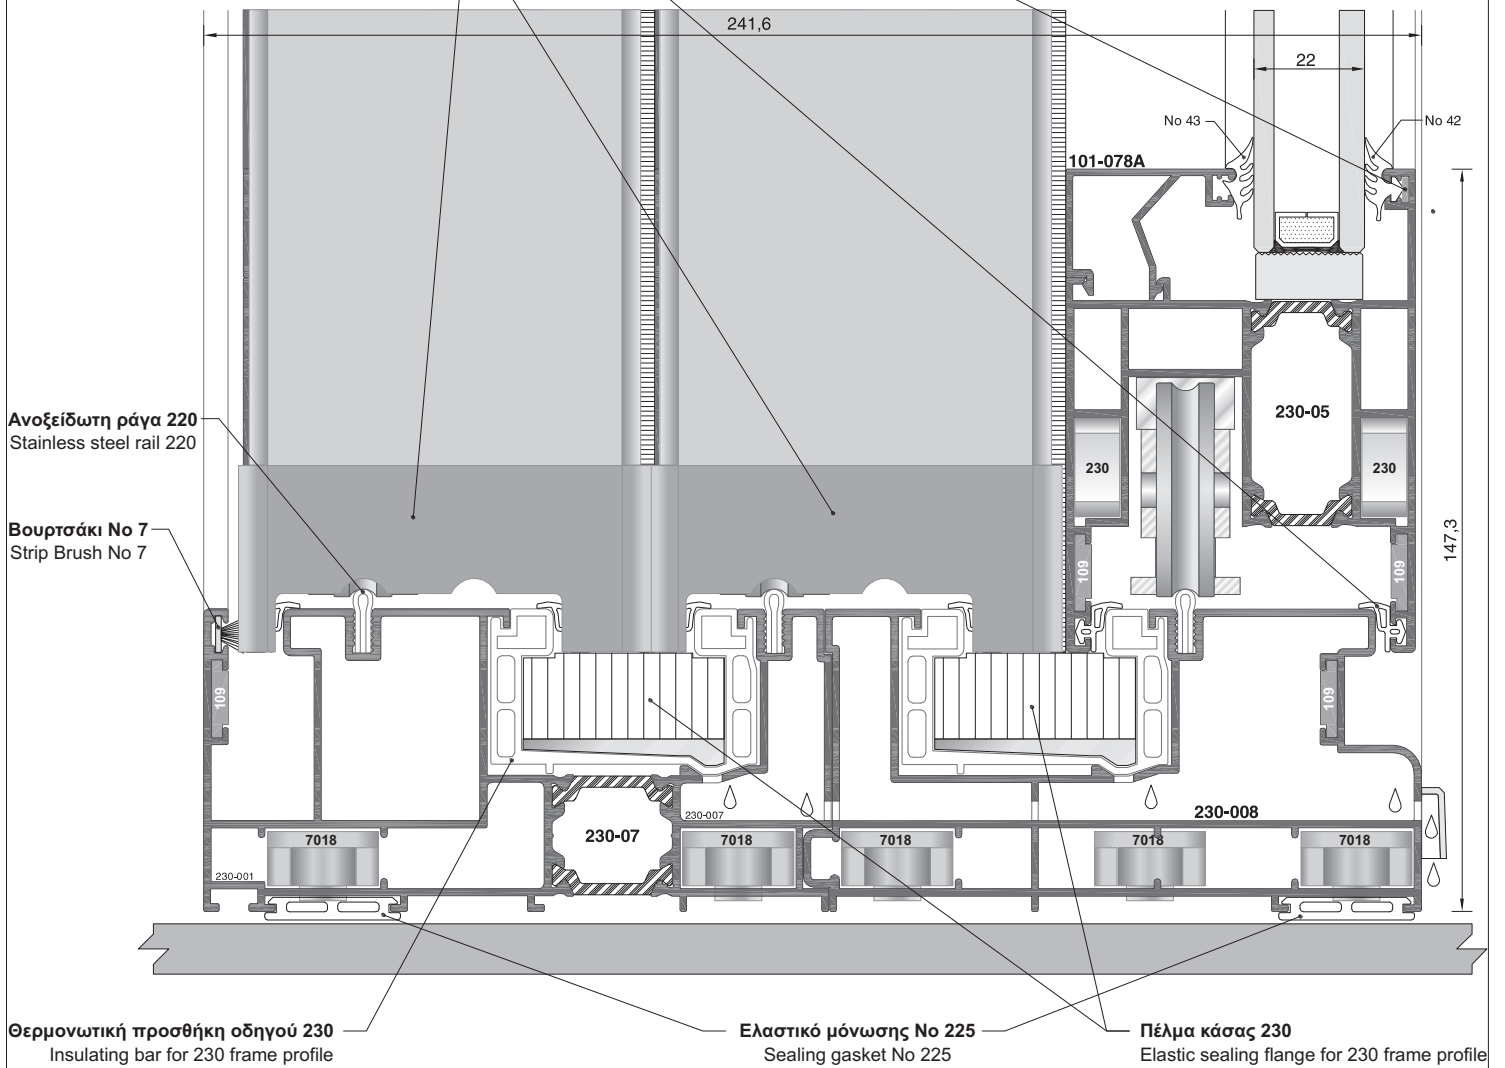 241,6
22
No 43
No 42
101-078A
230-05
Ανοξείδωτη ράγα 220
Stainless steel rail 220
230
230
Βουρτσάκι No 7
Strip Brush No 7
147,3
109
109
109
109
230-007
230-008
230-07
7018
7018
7018
7018
7018
230-001
Θερμονωτική προσθήκη οδηγού 230
Insulating bar for 230 frame profile
Ελαστικό μόνωσης No 225
Sealing gasket No 225
Πέλμα κάσας 230
Elastic sealing flange for 230 frame profile